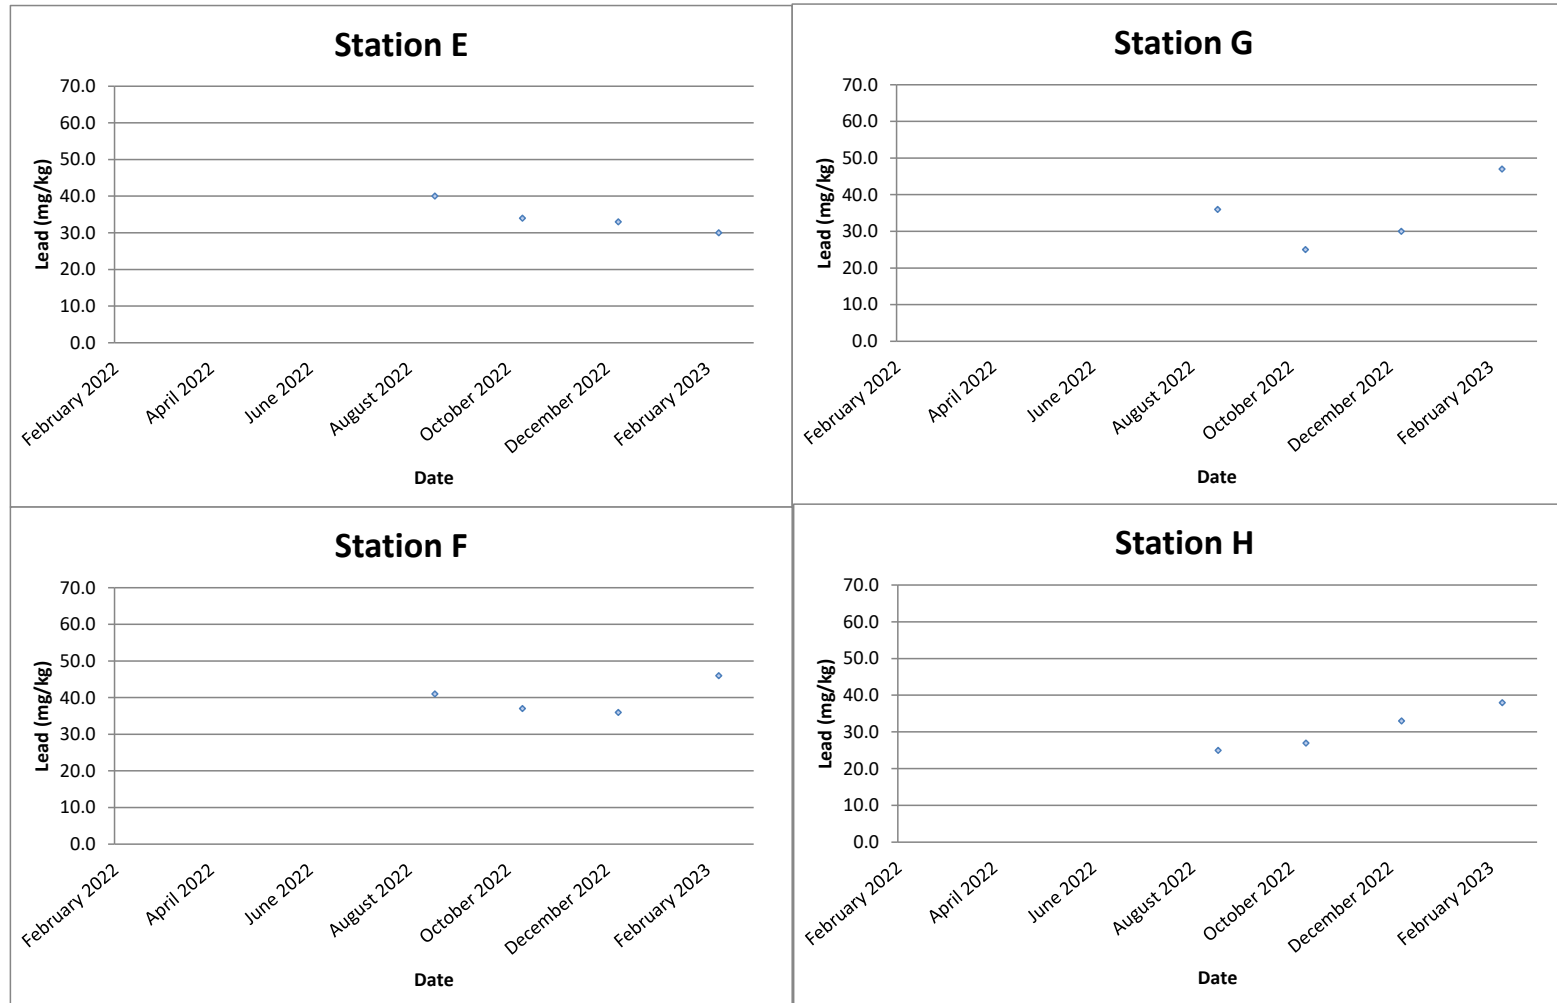 Station E
70.0
60.0
50.0
40.0
30.0
20.0
10.0
0.0
Lead (mg/kg)
February 2022
April 2022
June 2022
August 2022
October 2022
December 2022
February 2023
Date
Station G
70.0
60.0
50.0
40.0
30.0
20.0
10.0
0.0
Lead (mg/kg)
February 2022
April 2022
June 2022
August 2022
October 2022
December 2022
February 2023
Date
Station F
70.0
60.0
50.0
40.0
30.0
20.0
10.0
0.0
Lead (mg/kg)
February 2022
April 2022
June 2022
August 2022
October 2022
December 2022
February 2023
Date
Station H
70.0
60.0
50.0
40.0
30.0
20.0
10.0
0.0
Lead (mg/kg)
February 2022
April 2022
June 2022
August 2022
October 2022
December 2022
February 2023
Date